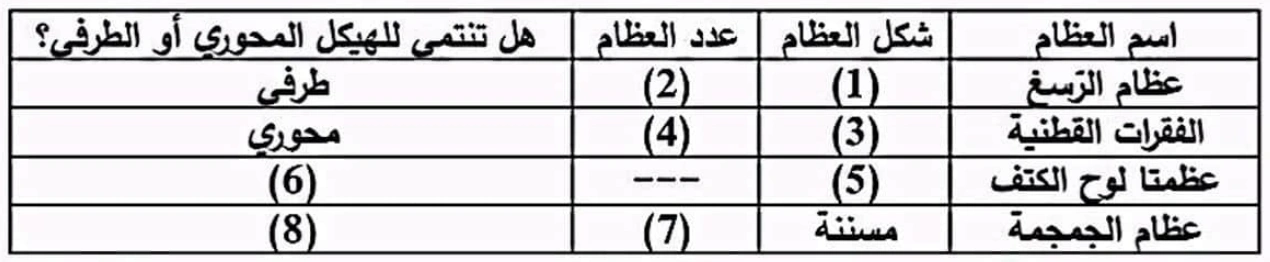 اسم العظام شكل العظام عدد العظام هل تنتمي للهيكل المحوري أو الطرفي؟
عظام الرّسغ (1) (2) طرفي
الفقرات القطنية (3) (4) محوري
عظمتا لوح الكتف (5) --- (6)
عظام الجمجمة مسننة (7) (8)